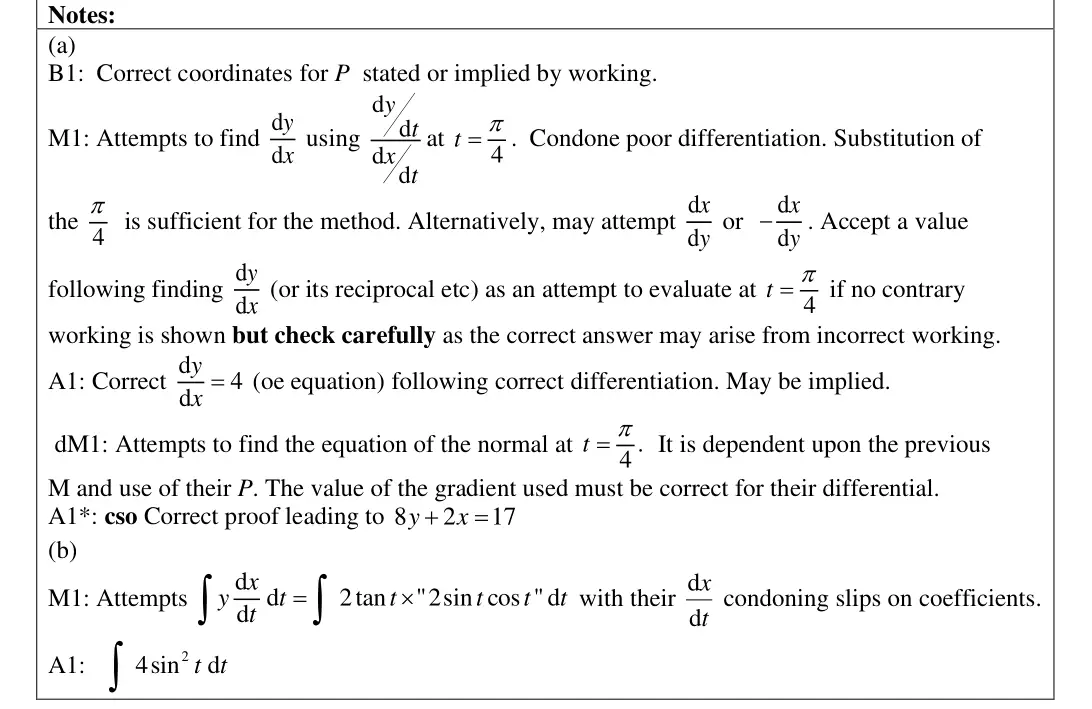 Notes:
(a)
B1: Correct coordinates for P stated or implied by working.
M1: Attempts to find dy/dx using (dy/dt)/(dx/dt) at t = π/4. Condone poor differentiation. Substitution of
the π/4 is sufficient for the method. Alternatively, may attempt dx/dy or −dx/dy. Accept a value
following finding dy/dx (or its reciprocal etc) as an attempt to evaluate at t = π/4 if no contrary
working is shown but check carefully as the correct answer may arise from incorrect working.
A1: Correct dy/dx = 4 (oe equation) following correct differentiation. May be implied.
dM1: Attempts to find the equation of the normal at t = π/4. It is dependent upon the previous
M and use of their P. The value of the gradient used must be correct for their differential.
A1*: cso Correct proof leading to 8y + 2x = 17
(b)
M1: Attempts ∫ y dx/dt dt = ∫ 2 tan t × "2 sin t cos t" dt with their dx/dt condoning slips on coefficients.
A1: ∫ 4 sin² t dt